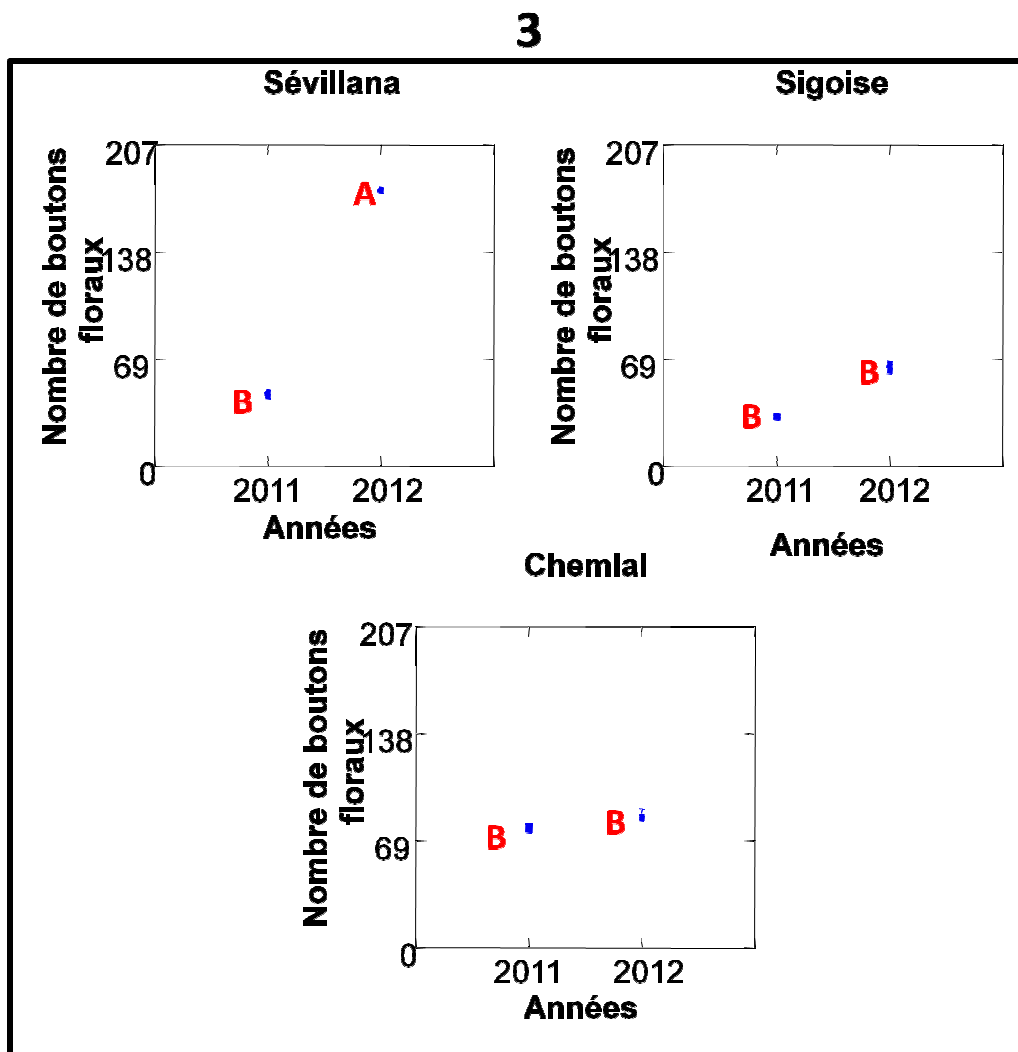 3
Sévillana
Nombre de boutons
floraux
207
138
69
0
A
B
2011 2012
Années
Sigoise
Nombre de boutons
floraux
207
138
69
0
B
B
2011 2012
Années
Chemlal
Nombre de boutons
floraux
207
138
69
0
B
B
2011 2012
Années